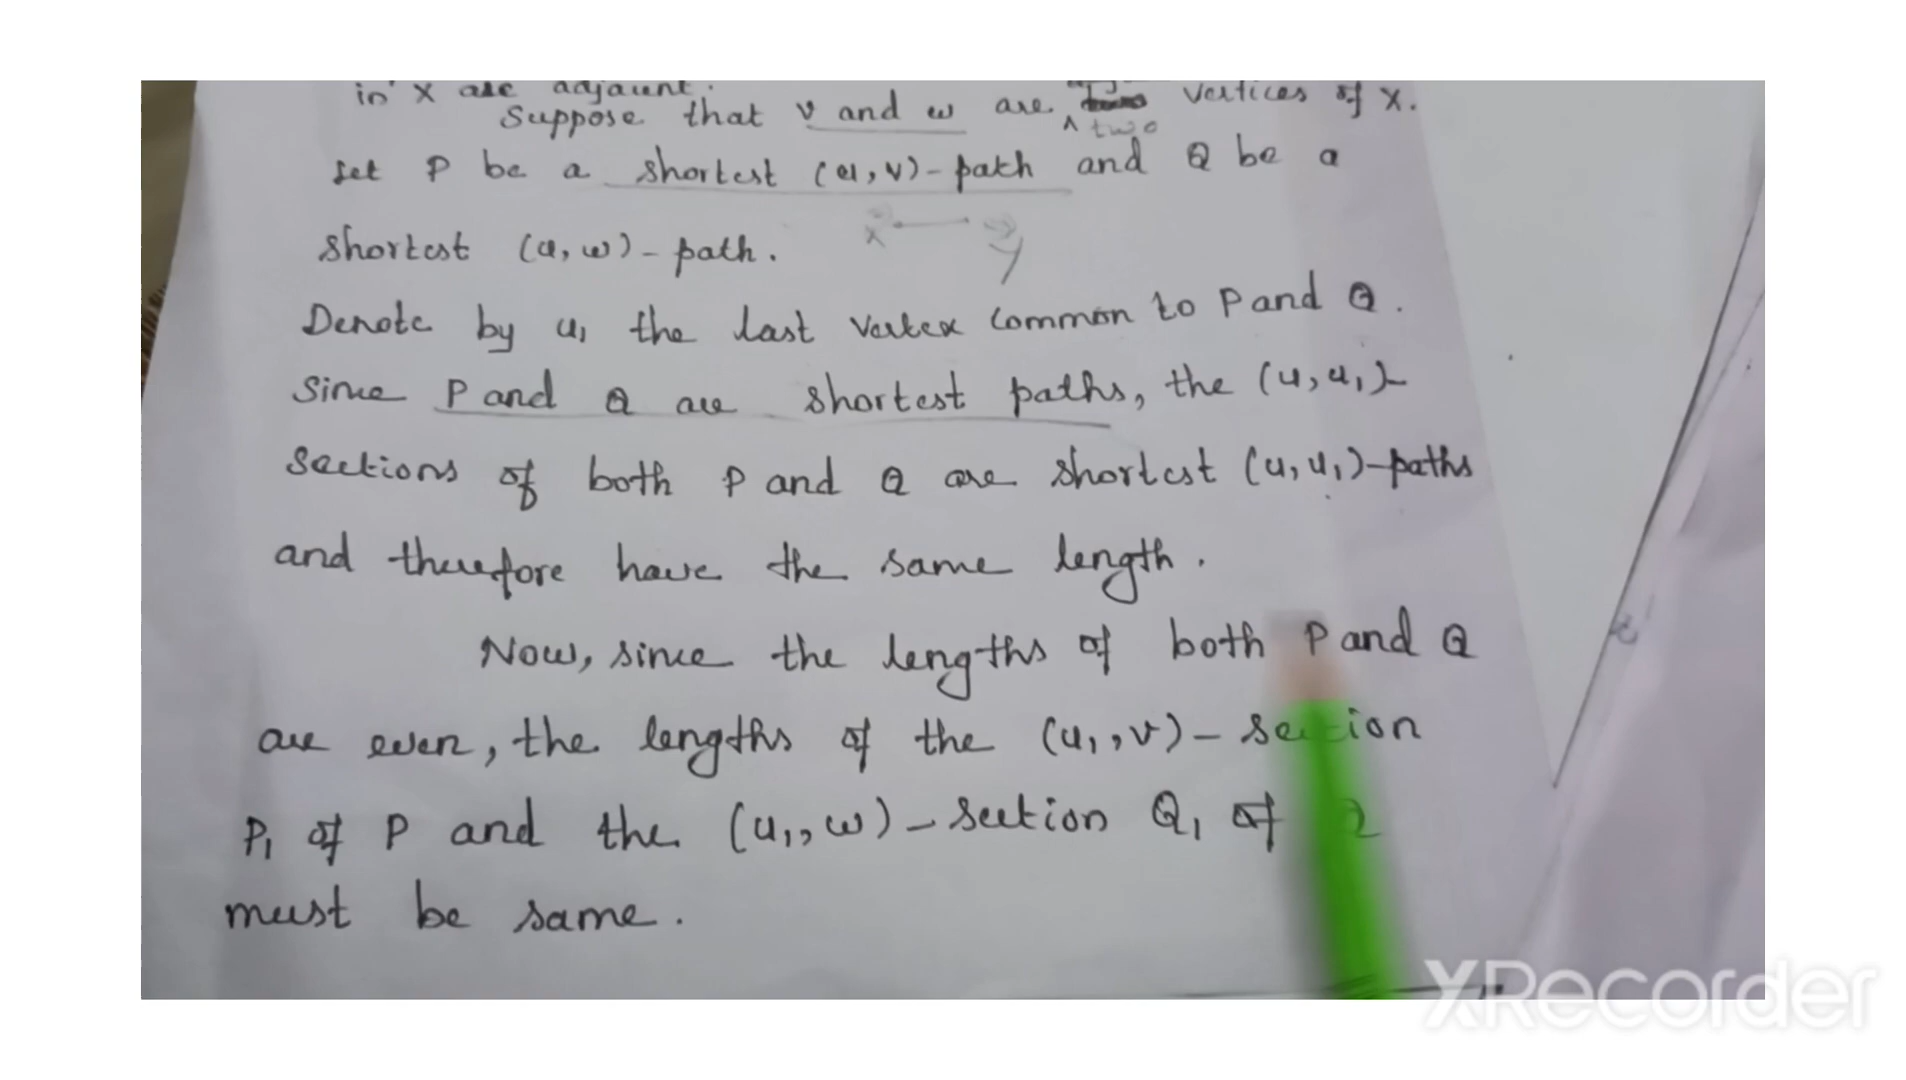 in X are adjaunt.
Suppose that v and w are two vertices of X.
Let P be a shortest (u,v)-path and Q be a
x y
shortest (u,w)-path.
Denote by u₁ the last vertex common to P and Q.
Since P and Q are shortest paths, the (u,u₁)-
sections of both P and Q are shortest (u,u₁)-paths
and therefore have the same length.
Now, since the lengths of both P and Q
are even, the lengths of the (u₁,v)-section
P₁ of P and the (u₁,w)-section Q₁ of Q
must be same.
XRecorder